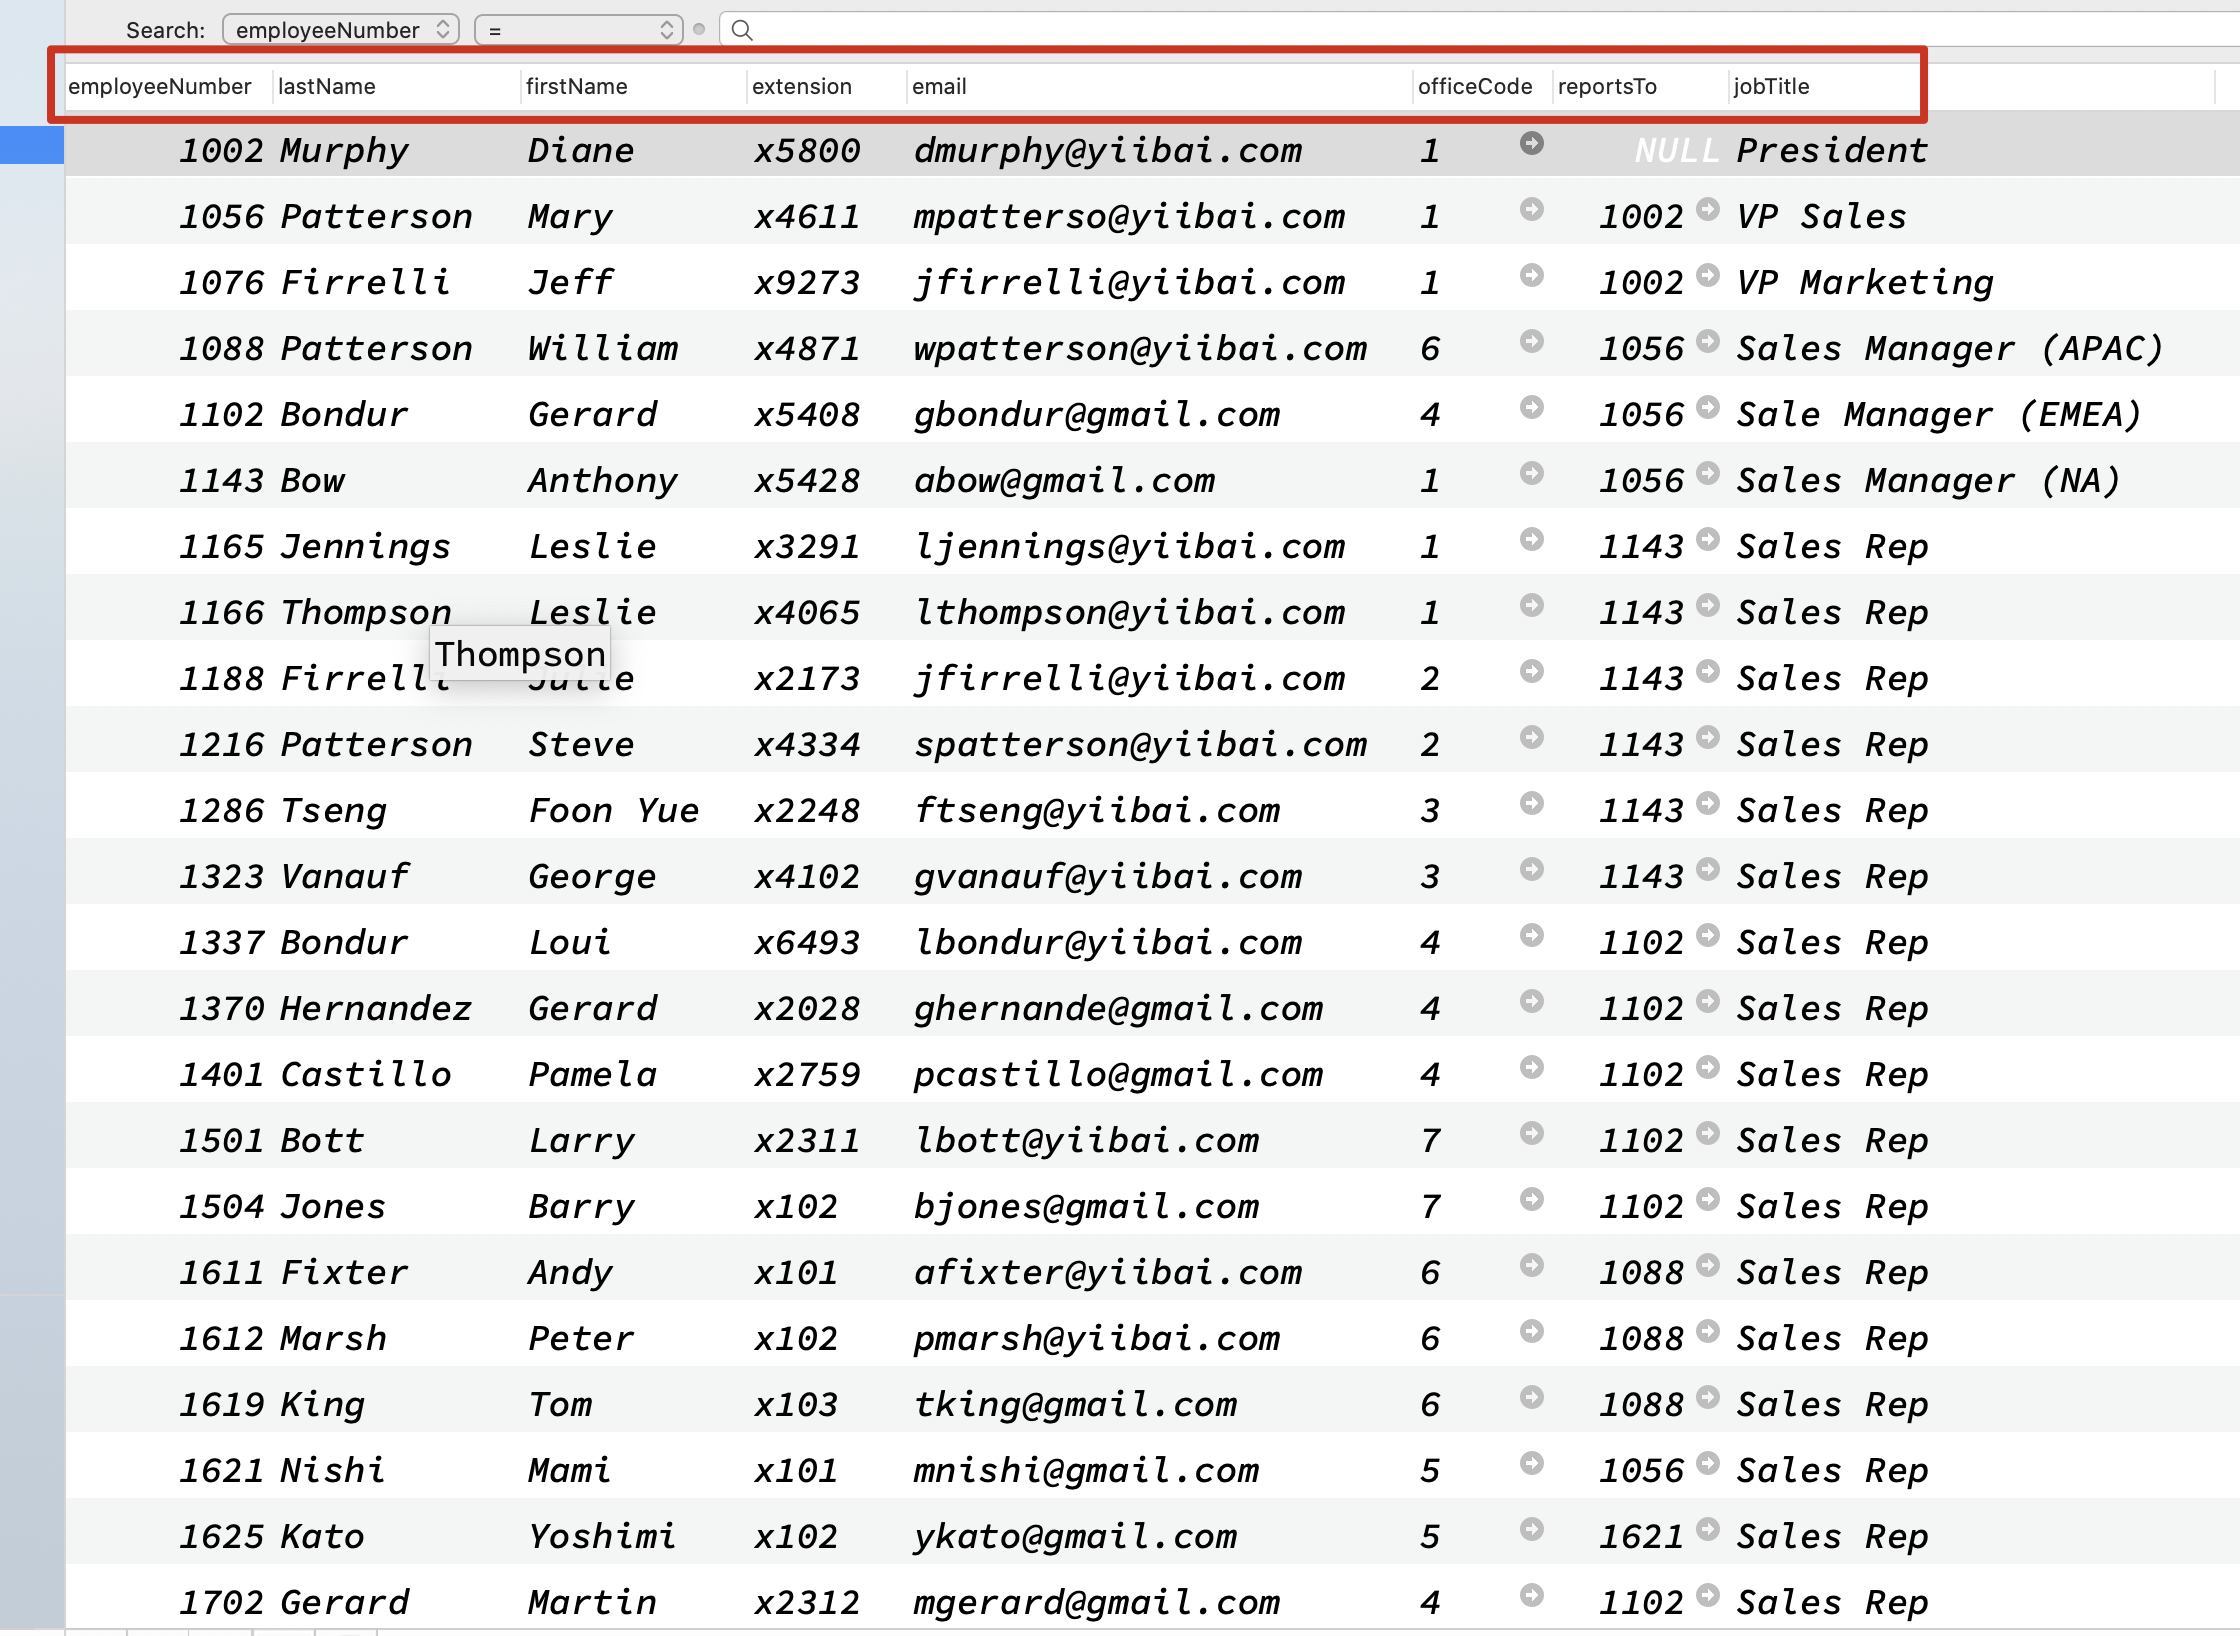 Search: employeeNumber =
employeeNumber lastName firstName extension email officeCode reportsTo jobTitle
1002 Murphy Diane x5800 dmurphy@yiibai.com 1 NULL President
1056 Patterson Mary x4611 mpatterso@yiibai.com 1 1002 VP Sales
1076 Firrelli Jeff x9273 jfirrelli@yiibai.com 1 1002 VP Marketing
1088 Patterson William x4871 wpatterson@yiibai.com 6 1056 Sales Manager (APAC)
1102 Bondur Gerard x5408 gbondur@gmail.com 4 1056 Sale Manager (EMEA)
1143 Bow Anthony x5428 abow@gmail.com 1 1056 Sales Manager (NA)
1165 Jennings Leslie x3291 ljennings@yiibai.com 1 1143 Sales Rep
1166 Thompson Leslie x4065 lthompson@yiibai.com 1 1143 Sales Rep
Thompson
1188 Firrelli Julie x2173 jfirrelli@yiibai.com 2 1143 Sales Rep
1216 Patterson Steve x4334 spatterson@yiibai.com 2 1143 Sales Rep
1286 Tseng Foon Yue x2248 ftseng@yiibai.com 3 1143 Sales Rep
1323 Vanauf George x4102 gvanauf@yiibai.com 3 1143 Sales Rep
1337 Bondur Loui x6493 lbondur@yiibai.com 4 1102 Sales Rep
1370 Hernandez Gerard x2028 ghernande@gmail.com 4 1102 Sales Rep
1401 Castillo Pamela x2759 pcastillo@gmail.com 4 1102 Sales Rep
1501 Bott Larry x2311 lbott@yiibai.com 7 1102 Sales Rep
1504 Jones Barry x102 bjones@gmail.com 7 1102 Sales Rep
1611 Fixter Andy x101 afixter@yiibai.com 6 1088 Sales Rep
1612 Marsh Peter x102 pmarsh@yiibai.com 6 1088 Sales Rep
1619 King Tom x103 tking@gmail.com 6 1088 Sales Rep
1621 Nishi Mami x101 mnishi@gmail.com 5 1056 Sales Rep
1625 Kato Yoshimi x102 ykato@gmail.com 5 1621 Sales Rep
1702 Gerard Martin x2312 mgerard@gmail.com 4 1102 Sales Rep